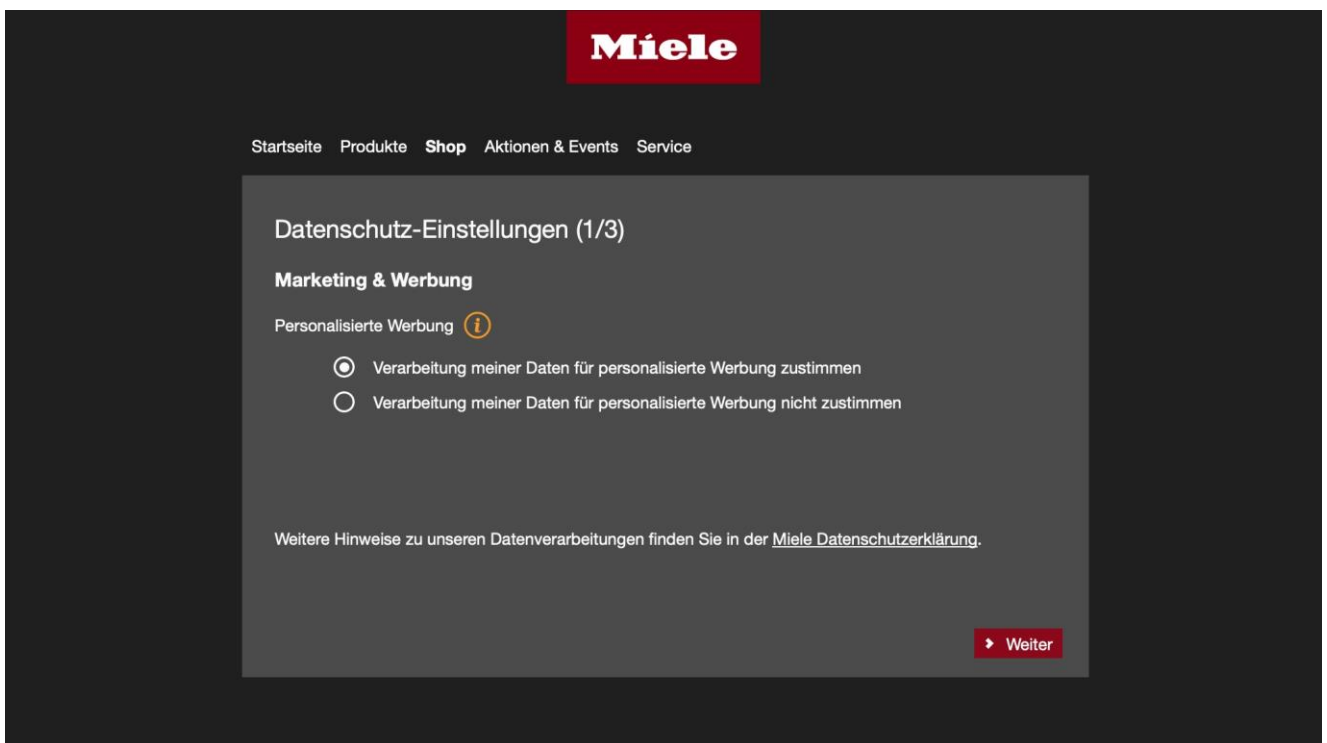 Miele
Startseite Produkte Shop Aktionen & Events Service
Datenschutz-Einstellungen (1/3)
Marketing & Werbung
Personalisierte Werbung i
Verarbeitung meiner Daten für personalisierte Werbung zustimmen
Verarbeitung meiner Daten für personalisierte Werbung nicht zustimmen
Weitere Hinweise zu unseren Datenverarbeitungen finden Sie in der Miele Datenschutzerklärung.
Weiter